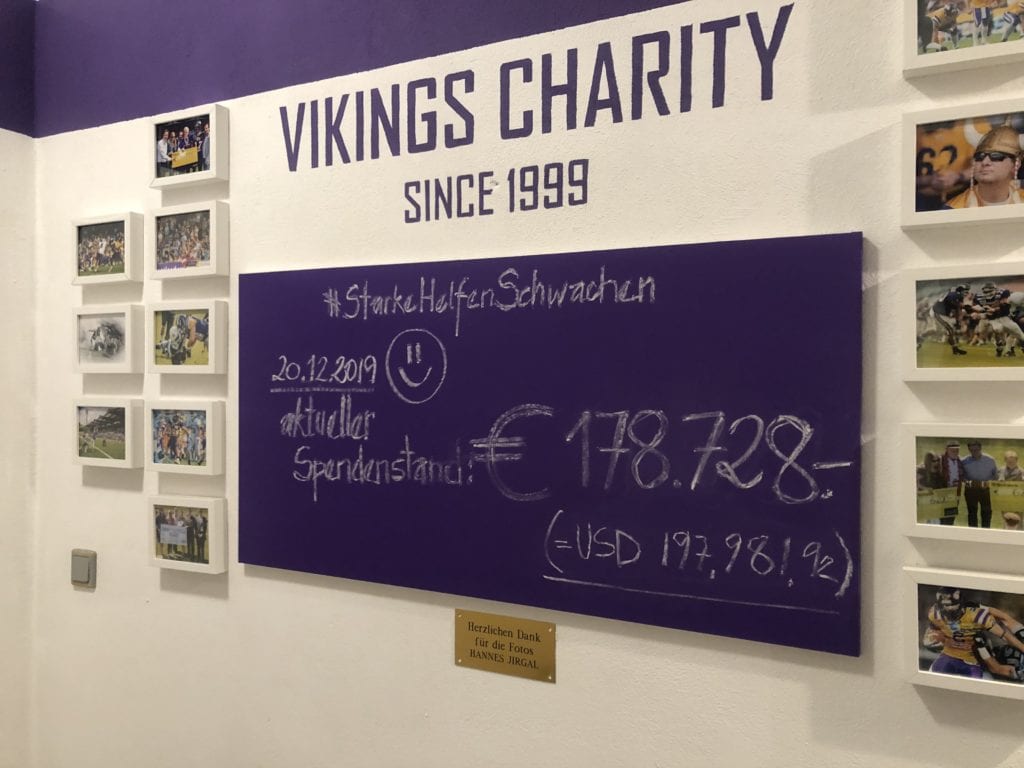 VIKINGS CHARITY
SINCE 1999
#StarkeHelfenSchwachen
20.12.2019
aktueller
Spendenstand: € 178.728.-
(=USD 197,981,92)
Herzlichen Dank
für die Fotos
HANNES JIRGAL
62